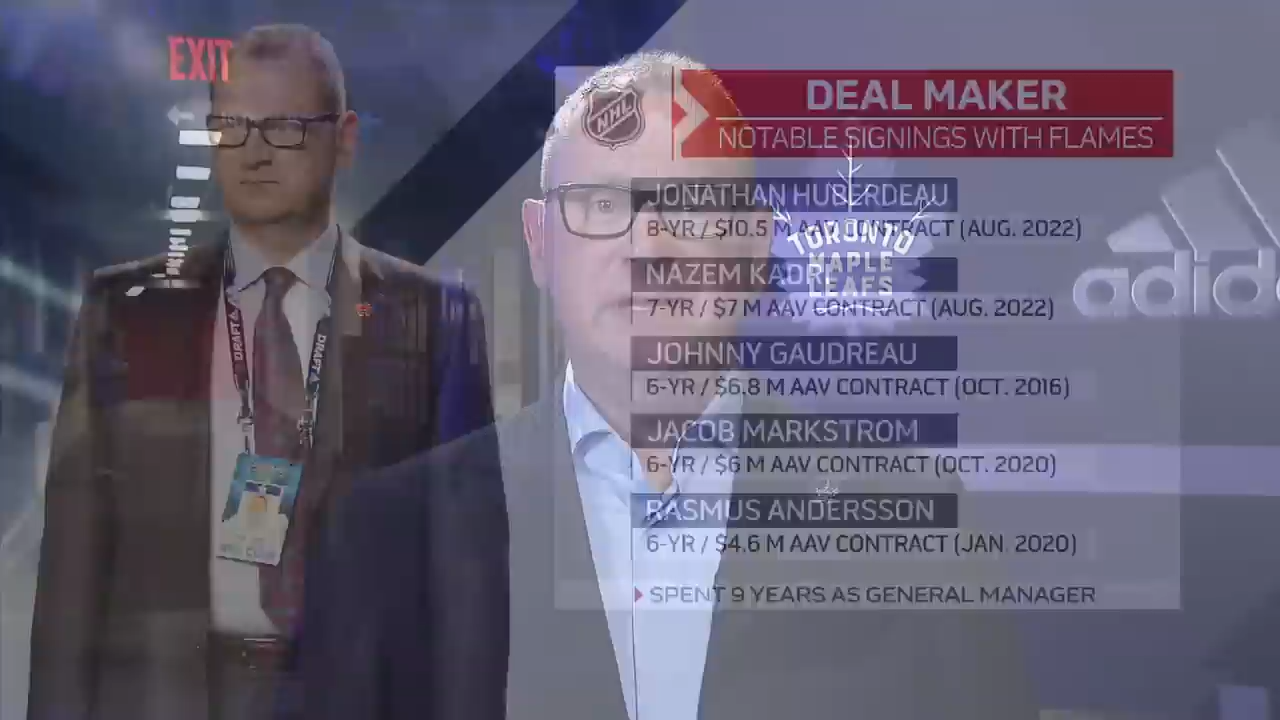 EXIT
NHL
DEAL MAKER
NOTABLE SIGNINGS WITH FLAMES
JONATHAN HUBERDEAU
8-YR / $10.5 M AAV CONTRACT (AUG. 2022)
TORONTO
MAPLE
LEAFS
NAZEM KADRI
7-YR / $7 M AAV CONTRACT (AUG. 2022)
adid
JOHNNY GAUDREAU
6-YR / $6.8 M AAV CONTRACT (OCT. 2016)
DRAFT
DRAFT
JACOB MARKSTROM
6-YR / $6 M AAV CONTRACT (OCT. 2020)
RASMUS ANDERSSON
6-YR / $4.6 M AAV CONTRACT (JAN. 2020)
SPENT 9 YEARS AS GENERAL MANAGER